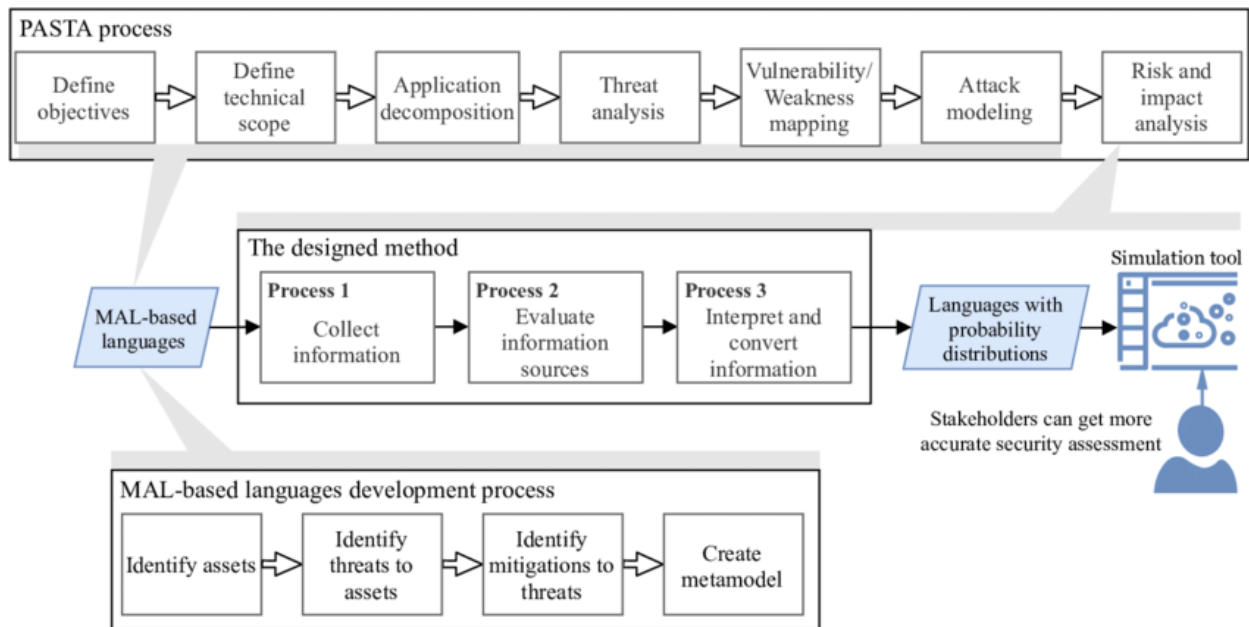 PASTA process
Define
objectives
Define
technical
scope
Application
decomposition
Threat
analysis
Vulnerability/
Weakness
mapping
Attack
modeling
Risk and
impact
analysis
The designed method
MAL-based
languages
Process 1
Collect
information
Process 2
Evaluate
information
sources
Process 3
Interpret and
convert
information
Languages with
probability
distributions
Simulation tool
Stakeholders can get more
accurate security assessment
MAL-based languages development process
Identify assets
Identify
threats to
assets
Identify
mitigations to
threats
Create
metamodel